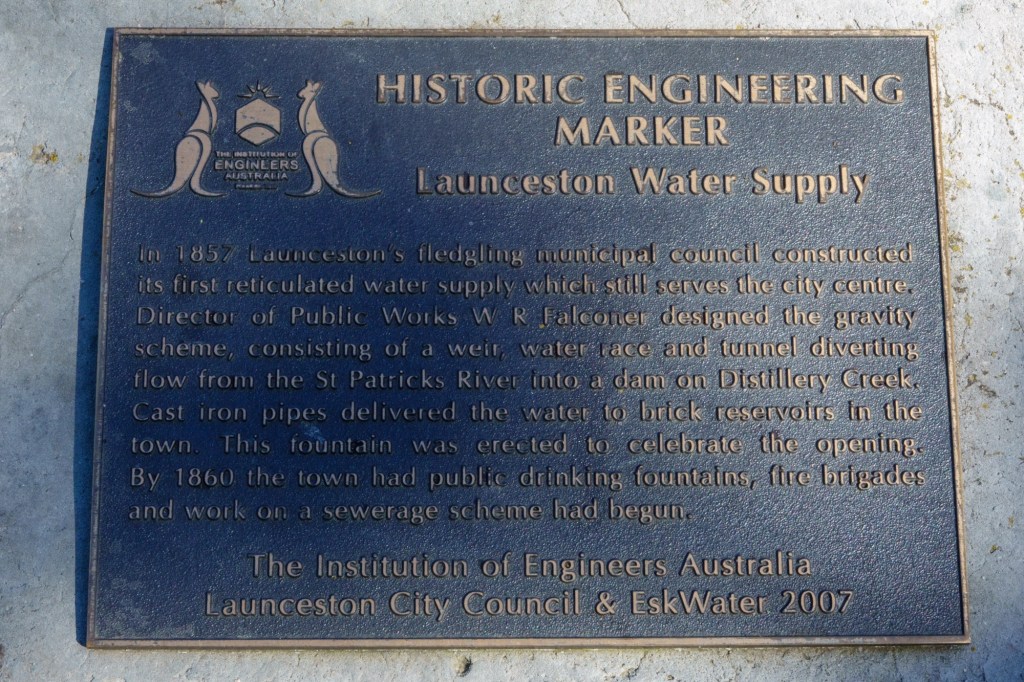 HISTORIC ENGINEERING
MARKER
Launceston Water Supply
THE INSTITUTION OF
ENGINEERS
AUSTRALIA
In 1857 Launceston's fledgling municipal council constructed
its first reticulated water supply which still serves the city centre.
Director of Public Works W R Falconer designed the gravity
scheme, consisting of a weir, water race and tunnel diverting
flow from the St Patricks River into a dam on Distillery Creek.
Cast iron pipes delivered the water to brick reservoirs in the
town. This fountain was erected to celebrate the opening.
By 1860 the town had public drinking fountains, fire brigades
and work on a sewerage scheme had begun.
The Institution of Engineers Australia
Launceston City Council & EskWater 2007